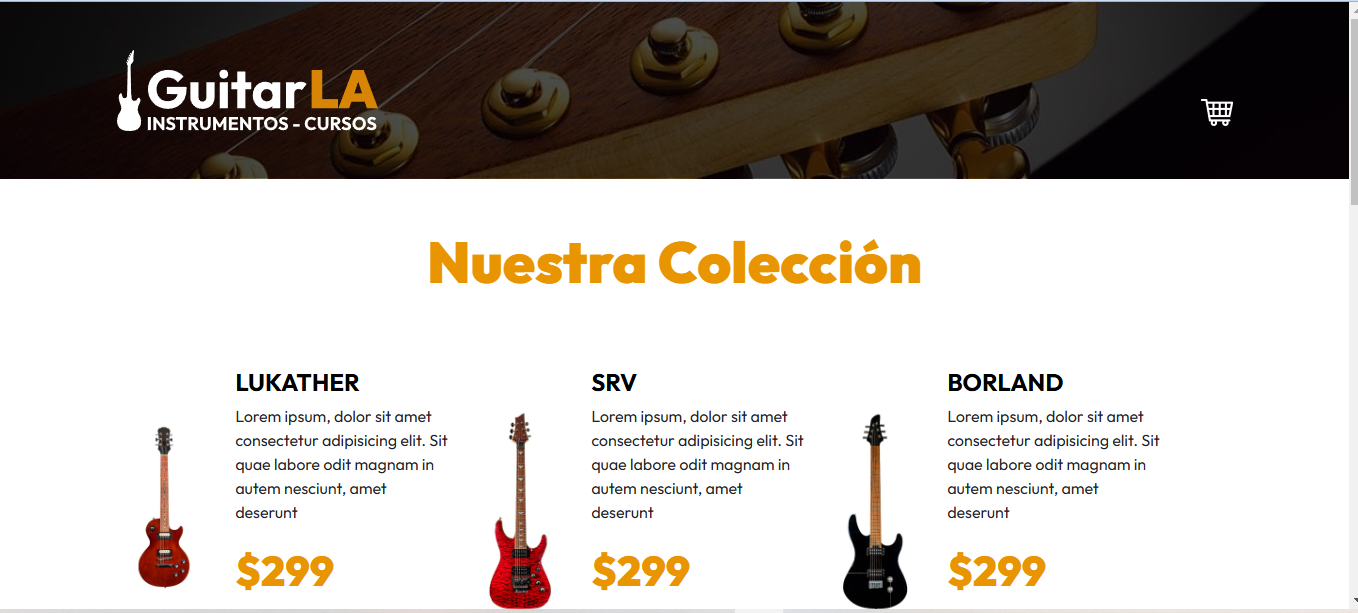 GuitarLA
INSTRUMENTOS - CURSOS
Nuestra Colección
LUKATHER
Lorem ipsum, dolor sit amet
consectetur adipisicing elit. Sit
quae labore odit magnam in
autem nesciunt, amet
deserunt
$299
SRV
Lorem ipsum, dolor sit amet
consectetur adipisicing elit. Sit
quae labore odit magnam in
autem nesciunt, amet
deserunt
$299
BORLAND
Lorem ipsum, dolor sit amet
consectetur adipisicing elit. Sit
quae labore odit magnam in
autem nesciunt, amet
deserunt
$299